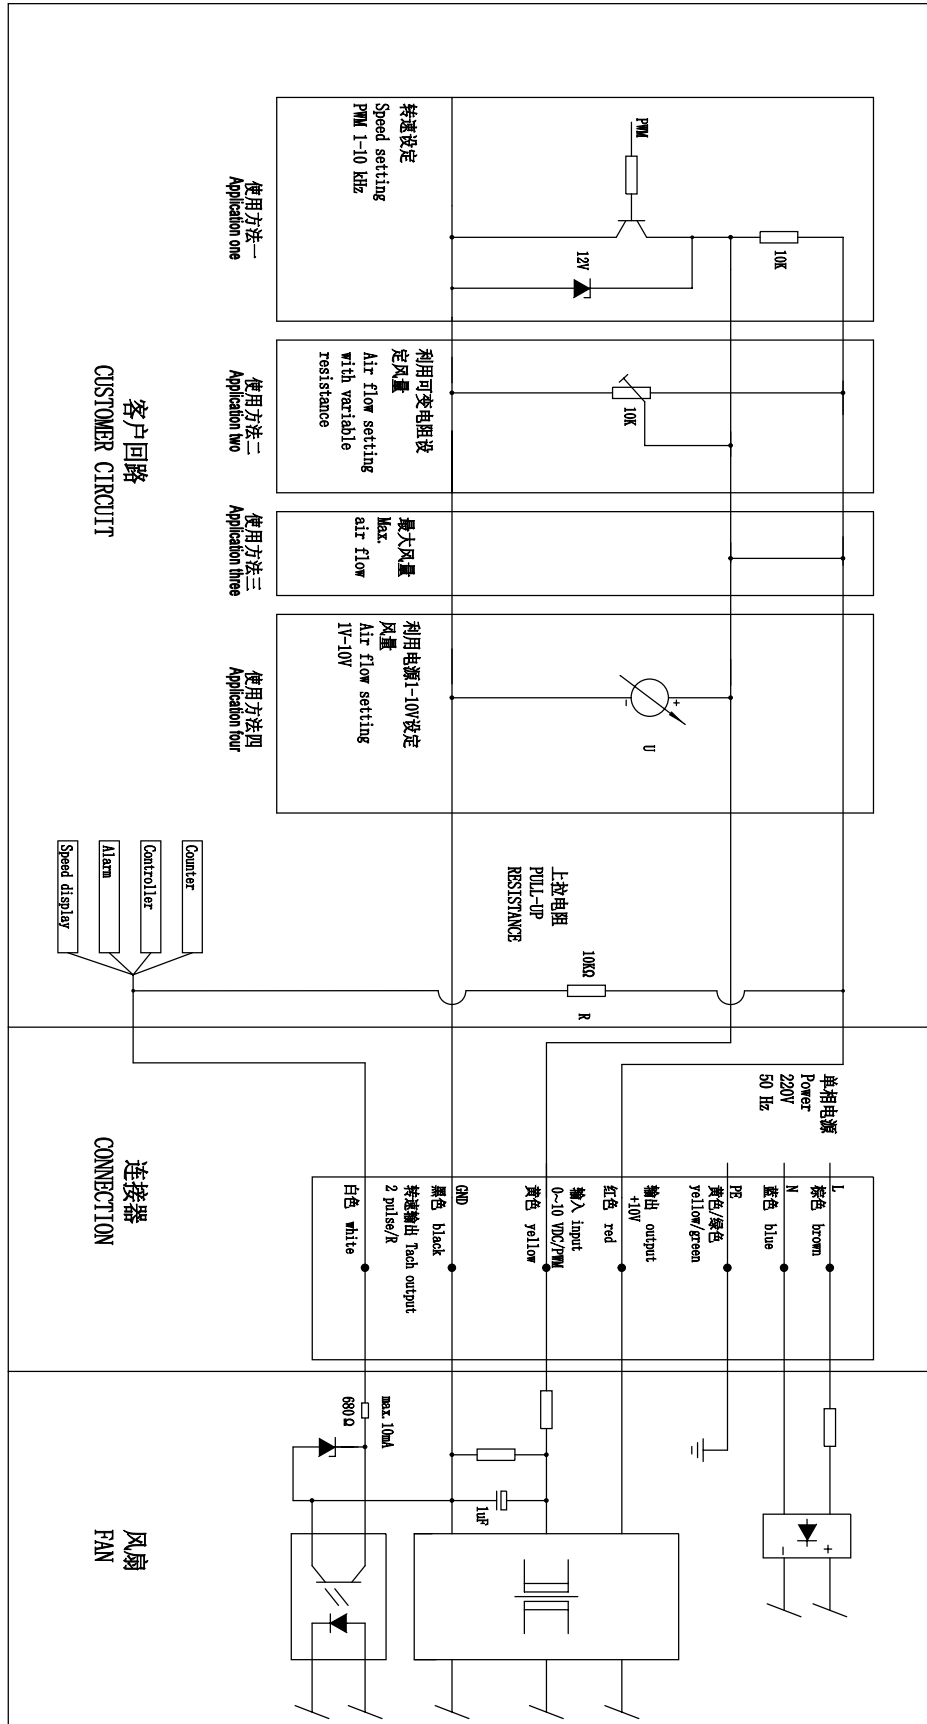 转速设定
Speed setting
PWM 1-10 kHz
PWM
12V
10K
使用方法一
Application one
利用可变电阻设
定风量
Air flow setting
with variable
resistance
10K
使用方法二
Application two
最大风量
Max.
air flow
使用方法三
Application three
利用电源1-10V设定
风量
Air flow setting
1V-10V
+
-
U
使用方法四
Application four
客户回路
CUSTOMER CIRCUIT
Counter
Controller
Alarm
Speed display
上拉电阻
PULL-UP
RESISTANCE
10KΩ
R
单相电源
Power
220V
50 Hz
L
棕色 brown
N
蓝色 blue
PE
黄色/绿色
yellow/green
输出 output
+10V
红色 red
输入 input
0~10 VDC/PWM
黄色 yellow
GND
黑色 black
转速输出 Tach output
2 pulse/R
白色 white
连接器
CONNECTION
max. 10mA
680Ω
1uF
+
-
风扇
FAN